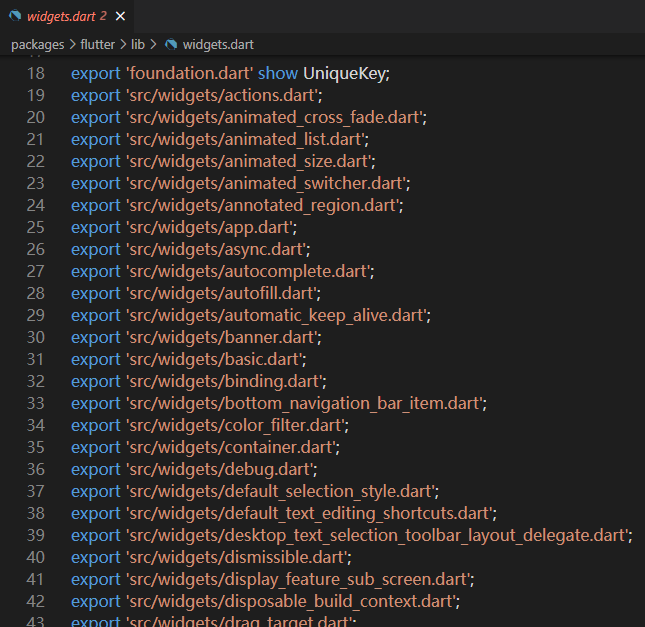 widgets.dart 2 ×
packages > flutter > lib > widgets.dart
18 export 'foundation.dart' show UniqueKey;
19 export 'src/widgets/actions.dart';
20 export 'src/widgets/animated_cross_fade.dart';
21 export 'src/widgets/animated_list.dart';
22 export 'src/widgets/animated_size.dart';
23 export 'src/widgets/animated_switcher.dart';
24 export 'src/widgets/annotated_region.dart';
25 export 'src/widgets/app.dart';
26 export 'src/widgets/async.dart';
27 export 'src/widgets/autocomplete.dart';
28 export 'src/widgets/autofill.dart';
29 export 'src/widgets/automatic_keep_alive.dart';
30 export 'src/widgets/banner.dart';
31 export 'src/widgets/basic.dart';
32 export 'src/widgets/binding.dart';
33 export 'src/widgets/bottom_navigation_bar_item.dart';
34 export 'src/widgets/color_filter.dart';
35 export 'src/widgets/container.dart';
36 export 'src/widgets/debug.dart';
37 export 'src/widgets/default_selection_style.dart';
38 export 'src/widgets/default_text_editing_shortcuts.dart';
39 export 'src/widgets/desktop_text_selection_toolbar_layout_delegate.dart';
40 export 'src/widgets/dismissible.dart';
41 export 'src/widgets/display_feature_sub_screen.dart';
42 export 'src/widgets/disposable_build_context.dart';
43 export 'src/widgets/drag_target.dart';